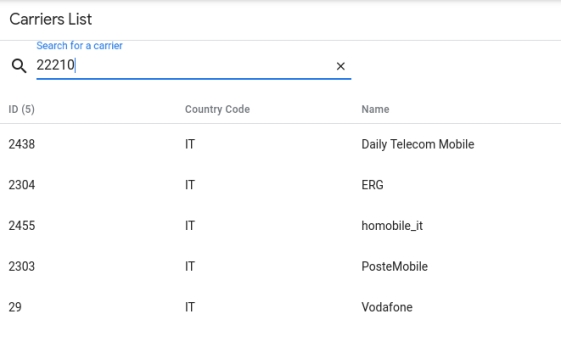 Carriers List
Search for a carrier
22210
ID (5) Country Code Name
2438 IT Daily Telecom Mobile
2304 IT ERG
2455 IT homobile_it
2303 IT PosteMobile
29 IT Vodafone